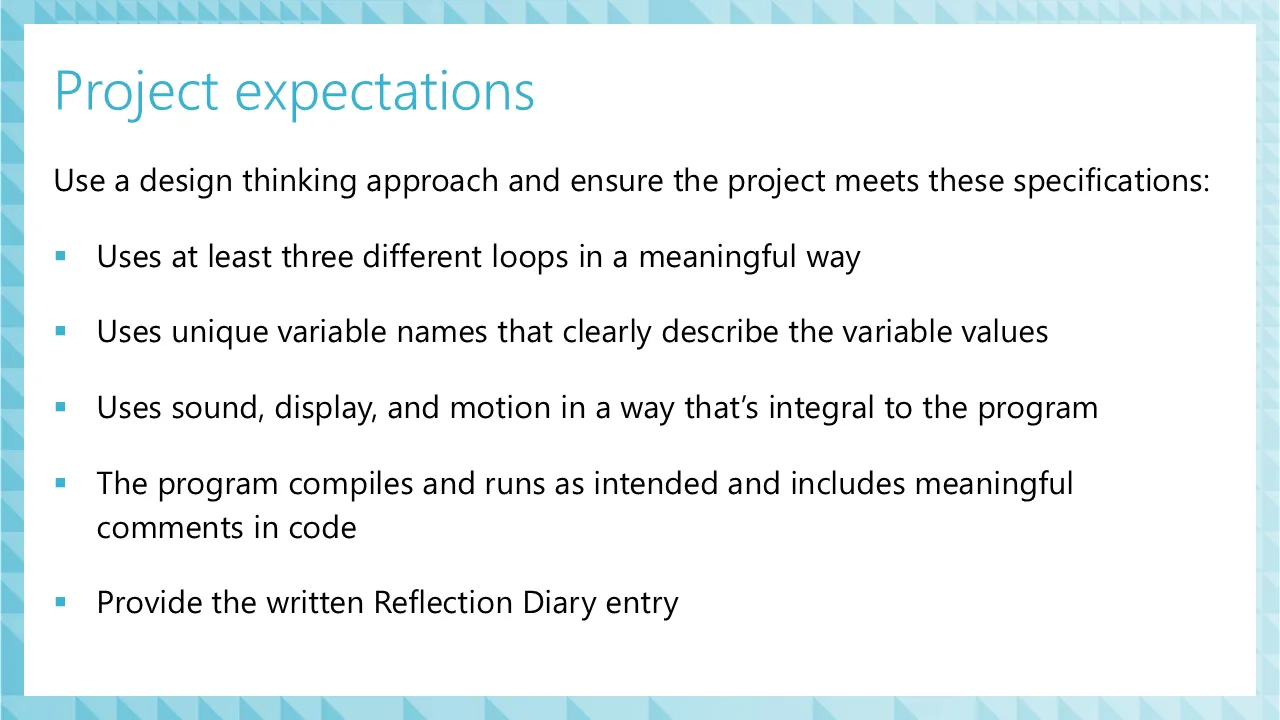 Project expectations
Use a design thinking approach and ensure the project meets these specifications:
▪ Uses at least three different loops in a meaningful way
▪ Uses unique variable names that clearly describe the variable values
▪ Uses sound, display, and motion in a way that’s integral to the program
▪ The program compiles and runs as intended and includes meaningful
comments in code
▪ Provide the written Reflection Diary entry